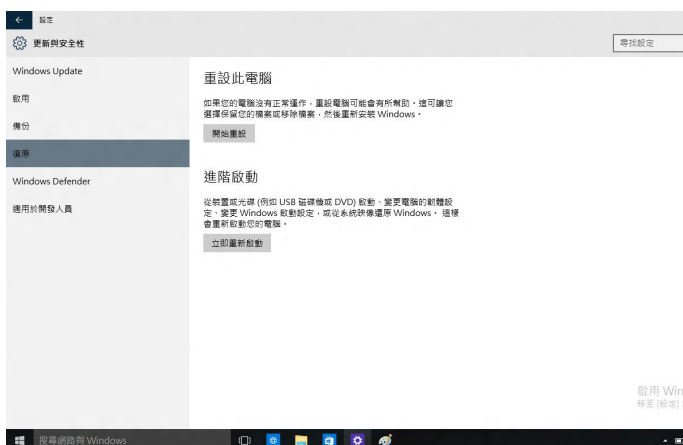 設定
更新與安全性
尋找設定
Windows Update
啟用
備份
復原
Windows Defender
適用於開發人員
重設此電腦
如果您的電腦沒有正常運作，重設電腦可能會有所幫助。這可讓您
選擇保留您的檔案或移除檔案，然後重新安裝 Windows。
開始重設
進階啟動
從裝置或光碟 (例如 USB 磁碟機或 DVD) 啟動、變更電腦的韌體設
定、變更 Windows 啟動設定，或從系統映像還原 Windows。 這樣
會重新啟動您的電腦。
立即重新啟動
啟用 Win
移至 [設定]
搜尋網路與 Windows